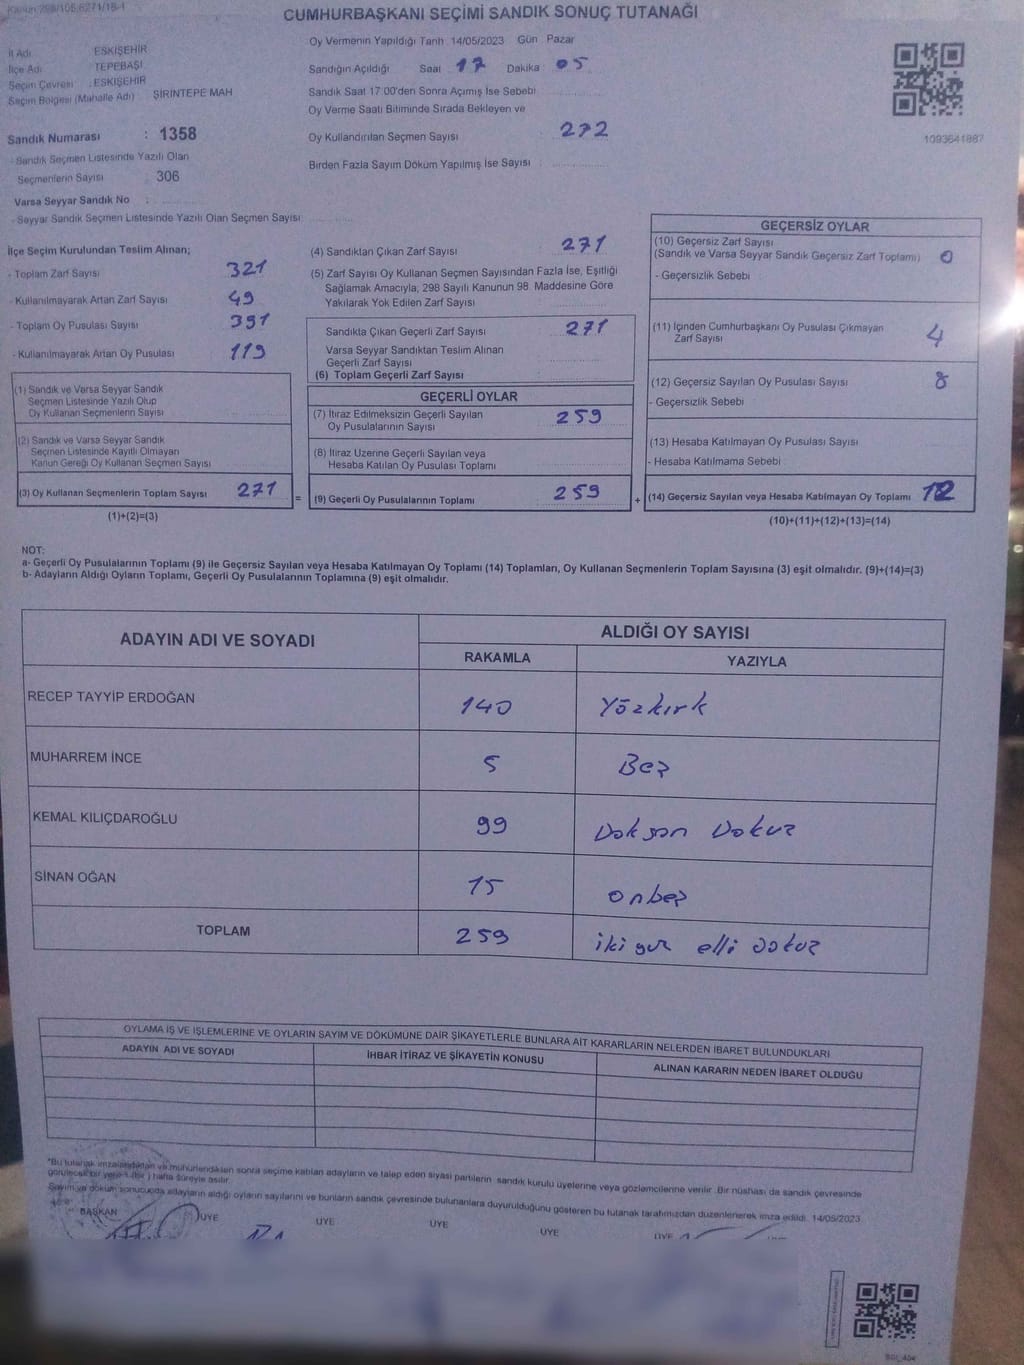 Kanun 298/105,6271/18-1
CUMHURBAŞKANI SEÇİMİ SANDIK SONUÇ TUTANAĞI
İl Adı ESKİŞEHİR
İlçe Adı TEPEBAŞI
Seçim Çevresi : ESKİŞEHİR
Seçim Bölgesi (Mahalle Adı) ŞİRİNTEPE MAH
Sandık Numarası : 1358
- Sandık Seçmen Listesinde Yazılı Olan
Seçmenlerin Sayısı : 306
Varsa Seyyar Sandık No :
- Seyyar Sandık Seçmen Listesinde Yazılı Olan Seçmen Sayısı
Oy Vermenin Yapıldığı Tarih 14/05/2023 Gün Pazar
Sandığın Açıldığı Saat 17 Dakika 05
Sandık Saat 17 00'den Sonra Açımış İse Sebebi
Oy Verme Saati Bitiminde Sırada Bekleyen ve
Oy Kullandırılan Seçmen Sayısı 272
Birden Fazla Sayım Döküm Yapılmış İse Sayısı
1093641887
İlçe Seçim Kurulundan Teslim Alınan;
- Toplam Zarf Sayısı 321
- Kullanılmayarak Artan Zarf Sayısı 49
- Toplam Oy Pusulası Sayısı 391
- Kullanılmayarak Artan Oy Pusulası 119
(1) Sandık ve Varsa Seyyar Sandık
Seçmen Listesinde Yazılı Olup
Oy Kullanan Seçmenlerin Sayısı
(2) Sandık ve Varsa Seyyar Sandık
Seçmen Listesinde Kayıtlı Olmayan
Kanun Gereği Oy Kullanan Seçmen Sayısı
(3) Oy Kullanan Seçmenlerin Toplam Sayısı 271 =
(1)+(2)=(3)
(4) Sandıktan Çıkan Zarf Sayısı 271
(5) Zarf Sayısı Oy Kullanan Seçmen Sayısından Fazla İse, Eşitliği
Sağlamak Amacıyla, 298 Sayılı Kanunun 98. Maddesine Göre
Yakılarak Yok Edilen Zarf Sayısı
Sandıkta Çıkan Geçerli Zarf Sayısı 271
Varsa Seyyar Sandıktan Teslim Alınan
Geçerli Zarf Sayısı
(6) Toplam Geçerli Zarf Sayısı
GEÇERLİ OYLAR
(7) İtiraz Edilmeksizin Geçerli Sayılan
Oy Pusulalarının Sayısı 259
(8) İtiraz Üzerine Geçerli Sayılan veya
Hesaba Katılan Oy Pusulası Toplamı
(9) Geçerli Oy Pusulalarının Toplamı 259 +
GEÇERSİZ OYLAR
(10) Geçersiz Zarf Sayısı
(Sandık ve Varsa Seyyar Sandık Geçersiz Zarf Toplamı) 0
- Geçersizlik Sebebi
(11) İçinden Cumhurbaşkanı Oy Pusulası Çıkmayan
Zarf Sayısı 4
(12) Geçersiz Sayılan Oy Pusulası Sayısı 8
- Geçersizlik Sebebi
(13) Hesaba Katılmayan Oy Pusulası Sayısı
- Hesaba Katılmama Sebebi
(14) Geçersiz Sayılan veya Hesaba Katılmayan Oy Toplamı 12
(10)+(11)+(12)+(13)=(14)
NOT:
a- Geçerli Oy Pusulalarının Toplamı (9) ile Geçersiz Sayılan veya Hesaba Katılmayan Oy Toplamı (14) Toplamları, Oy Kullanan Seçmenlerin Toplam Sayısına (3) eşit olmalıdır. (9)+(14)=(3)
b- Adayların Aldığı Oyların Toplamı, Geçerli Oy Pusulalarının Toplamına (9) eşit olmalıdır.
ADAYIN ADI VE SOYADI ALDIĞI OY SAYISI
RAKAMLA YAZIYLA
RECEP TAYYİP ERDOĞAN 140 Yözkırk
MUHARREM İNCE 5 Beş
KEMAL KILIÇDAROĞLU 99 Doksan Dokuz
SİNAN OĞAN 15 onbeş
TOPLAM 259 iki yüz elli dokuz
OYLAMA İŞ VE İŞLEMLERİNE VE OYLARIN SAYIM VE DÖKÜMÜNE DAİR ŞİKAYETLERLE BUNLARA AİT KARARLARIN NELERDEN İBARET BULUNDUKLARI
ADAYIN ADI VE SOYADI İHBAR İTİRAZ VE ŞİKAYETİN KONUSU ALINAN KARARIN NEDEN İBARET OLDUĞU
*Bu tutanak imzalandıktan ve mühürlendikten sonra seçime katılan adayların ve talep eden siyasi partilerin sandık kurulu üyelerine veya gözlemcilerine verilir. Bir nüshası da sandık çevresinde
görülecek bir yere 1 (bir) hafta süreyle asılır.
Sayım ve döküm sonucunda adayların aldığı oyların sayılarını ve bunların sandık çevresinde bulunanlara duyurulduğunu gösteren bu tutanak tarafımızdan düzenlenerek imza edildi. 14/05/2023
BAŞKAN ÜYE ÜYE ÜYE ÜYE ÜYE